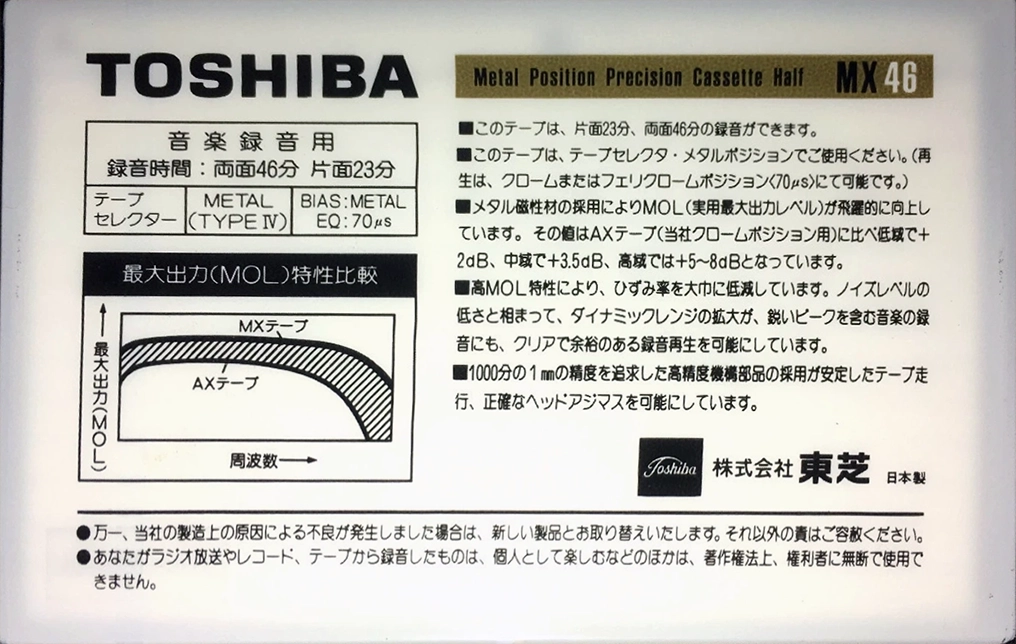 TOSHIBA
音楽録音用
録音時間：両面46分 片面23分
テープ
セレクター
METAL
(TYPE Ⅳ)
BIAS:METAL
EQ:70μs
最大出力(MOL)特性比較
MXテープ
AXテープ
最大出力(MOL)
周波数
Metal Position Precision Cassette Half MX46
■このテープは、片面23分、両面46分の録音ができます。
■このテープは、テープセレクタ・メタルポジションでご使用ください。(再
生は、クロームまたはフェリクロームポジション〈70μs〉にて可能です。)
■メタル磁性材の採用によりMOL(実用最大出力レベル)が飛躍的に向上し
ています。その値はAXテープ(当社クロームポジション用)に比べ低域で+
2dB、中域で+3.5dB、高域では+5〜8dBとなっています。
■高MOL特性により、ひずみ率を大巾に低減しています。ノイズレベルの
低さと相まって、ダイナミックレンジの拡大が、鋭いピークを含む音楽の録
音にも、クリアで余裕のある録音再生を可能にしています。
■1000分の1㎜の精度を追求した高精度機構部品の採用が安定したテープ走
行、正確なヘッドアジマスを可能にしています。
Toshiba
株式会社 東芝 日本製
●万一、当社の製造上の原因による不良が発生しました場合は、新しい製品とお取り替えいたします。それ以外の責はご容赦ください。
●あなたがラジオ放送やレコード、テープから録音したものは、個人として楽しむなどのほかは、著作権法上、権利者に無断で使用で
きません。